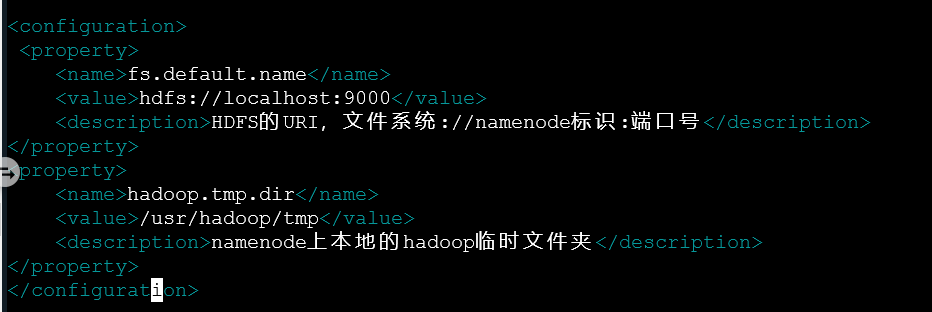 <configuration>
<property>
<name>fs.default.name</name>
<value>hdfs://localhost:9000</value>
<description>HDFS的URI，文件系统://namenode标识:端口号</description>
</property>
property>
<name>hadoop.tmp.dir</name>
<value>/usr/hadoop/tmp</value>
<description>namenode上本地的hadoop临时文件夹</description>
</property>
</configuration>